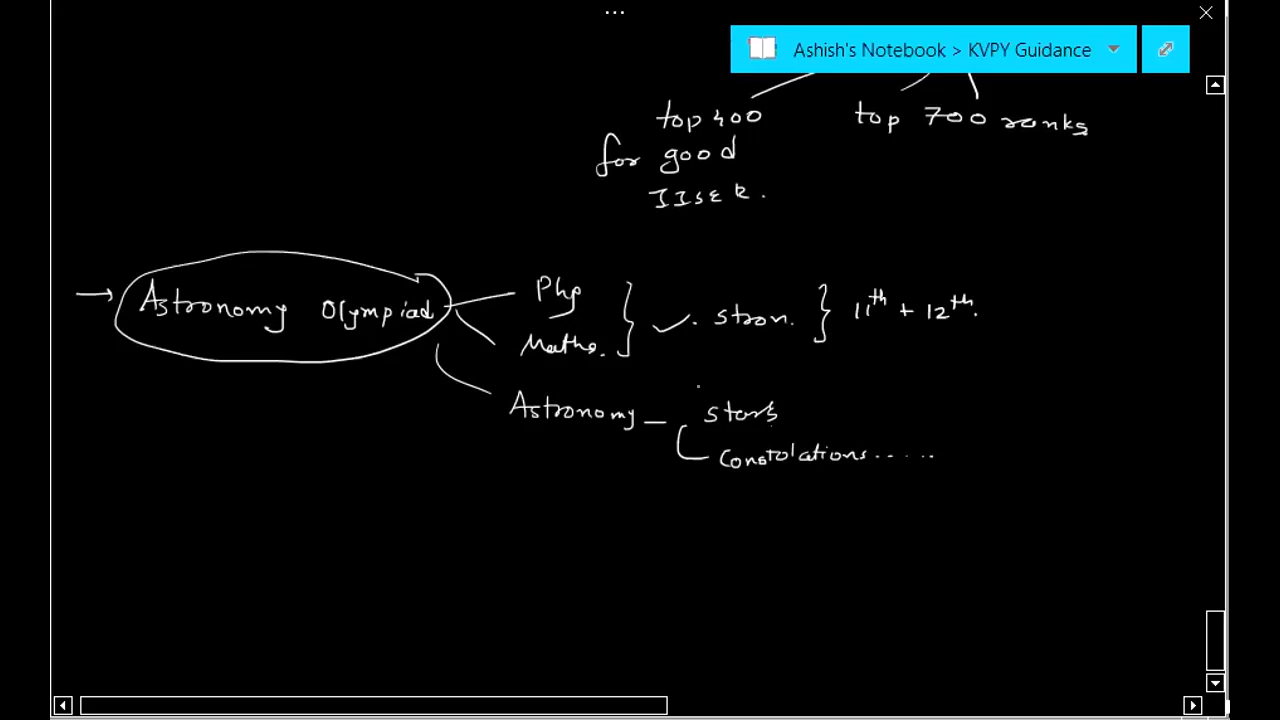 ...
Ashish's Notebook > KVPY Guidance
top 400
for good
IISER.
top 700 ranks
→ Astronomy Olympiad
Phy
Maths.
✓. stron. 11th + 12th.
Astronomy — stars
Constolations......